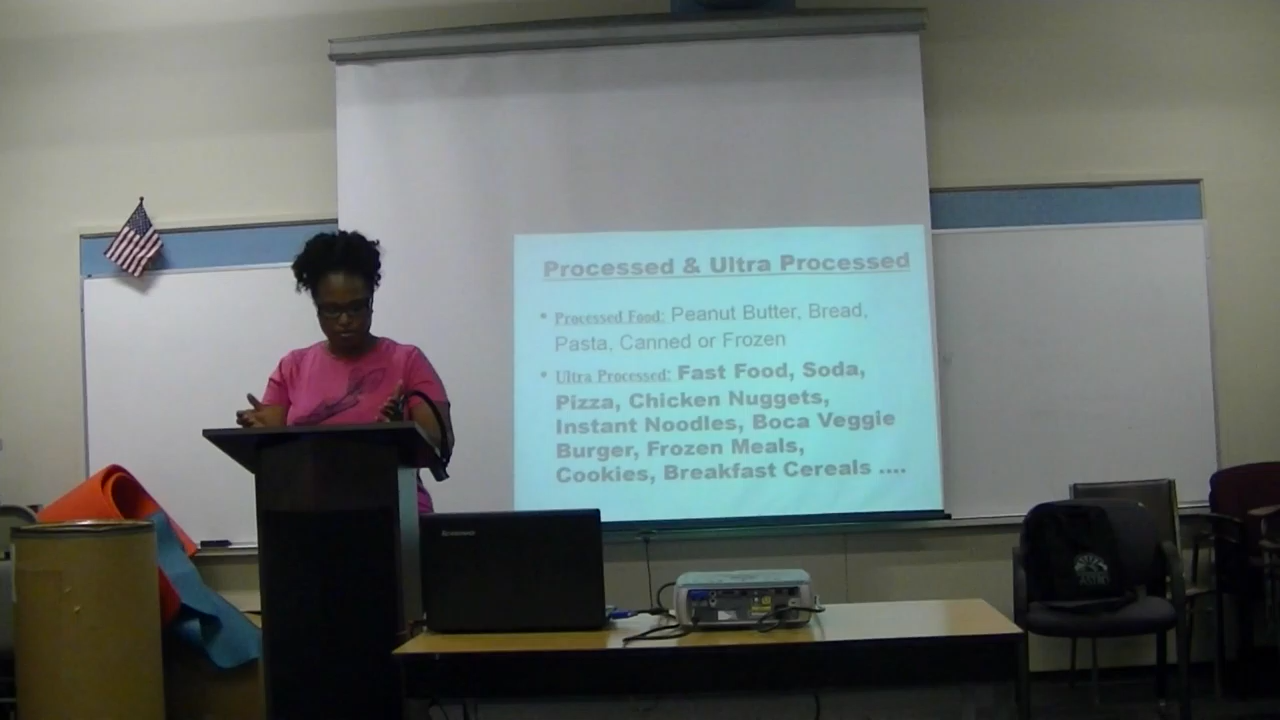 Processed & Ultra Processed
• Processed Food: Peanut Butter, Bread,
Pasta, Canned or Frozen
• Ultra Processed: Fast Food, Soda,
Pizza, Chicken Nuggets,
Instant Noodles, Boca Veggie
Burger, Frozen Meals,
Cookies, Breakfast Cereals ....
lenovo